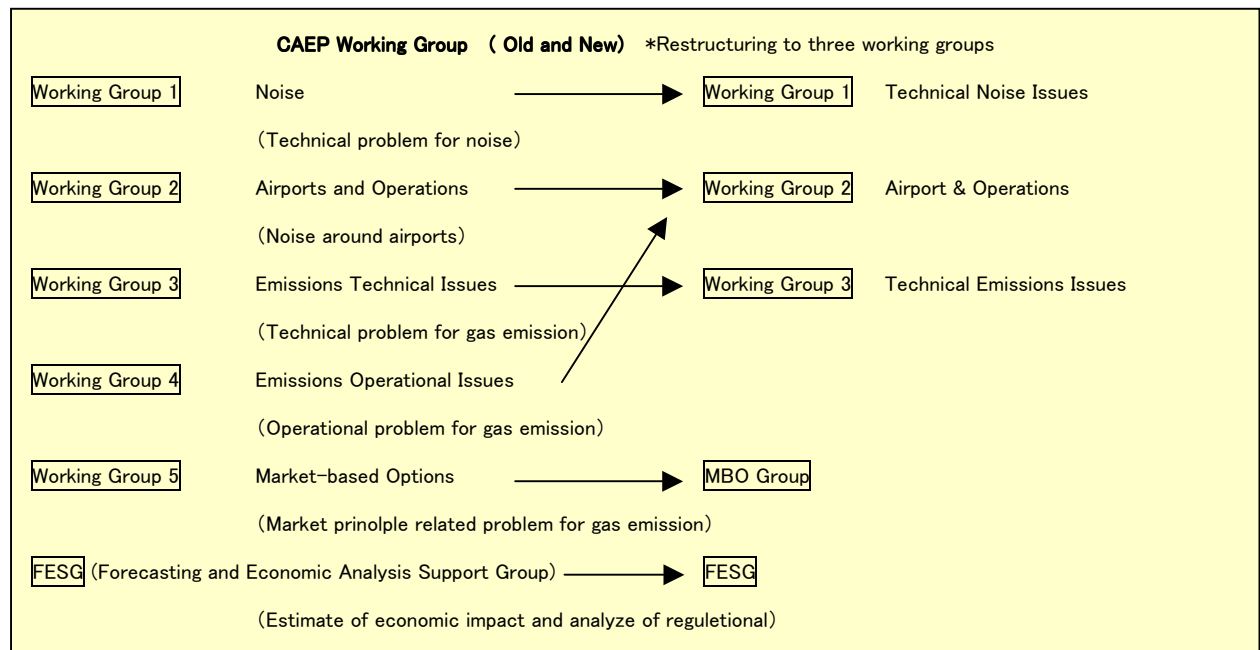 CAEP Working Group （ Old and New） *Restructuring to three working groups
Working Group 1 Noise Working Group 1 Technical Noise Issues
（Technical problem for noise）
Working Group 2 Airports and Operations Working Group 2 Airport & Operations
（Noise around airports）
Working Group 3 Emissions Technical Issues Working Group 3 Technical Emissions Issues
（Technical problem for gas emission）
Working Group 4 Emissions Operational Issues
（Operational problem for gas emission）
Working Group 5 Market-based Options MBO Group
（Market prinolple related problem for gas emission）
FESG （Forecasting and Economic Analysis Support Group） FESG
（Estimate of economic impact and analyze of reguletional）